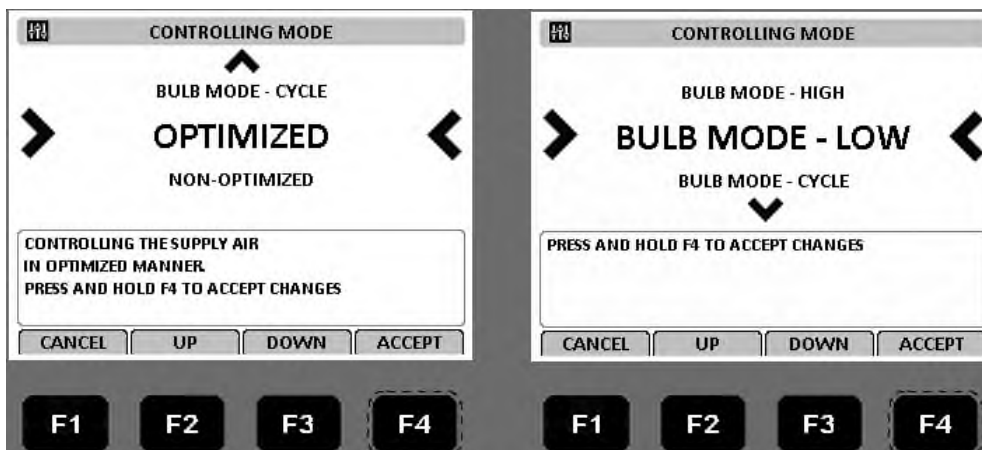 CONTROLLING MODE
BULB MODE - CYCLE
OPTIMIZED
NON-OPTIMIZED
CONTROLLING THE SUPPLY AIR
IN OPTIMIZED MANNER.
PRESS AND HOLD F4 TO ACCEPT CHANGES
CANCEL UP DOWN ACCEPT
F1 F2 F3 F4
CONTROLLING MODE
BULB MODE - HIGH
BULB MODE - LOW
BULB MODE - CYCLE
PRESS AND HOLD F4 TO ACCEPT CHANGES
CANCEL UP DOWN ACCEPT
F1 F2 F3 F4